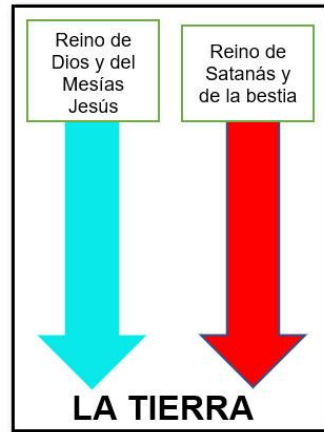 Reino de
Dios y del
Mesías
Jesús
Reino de
Satanás y
de la bestia
LA TIERRA